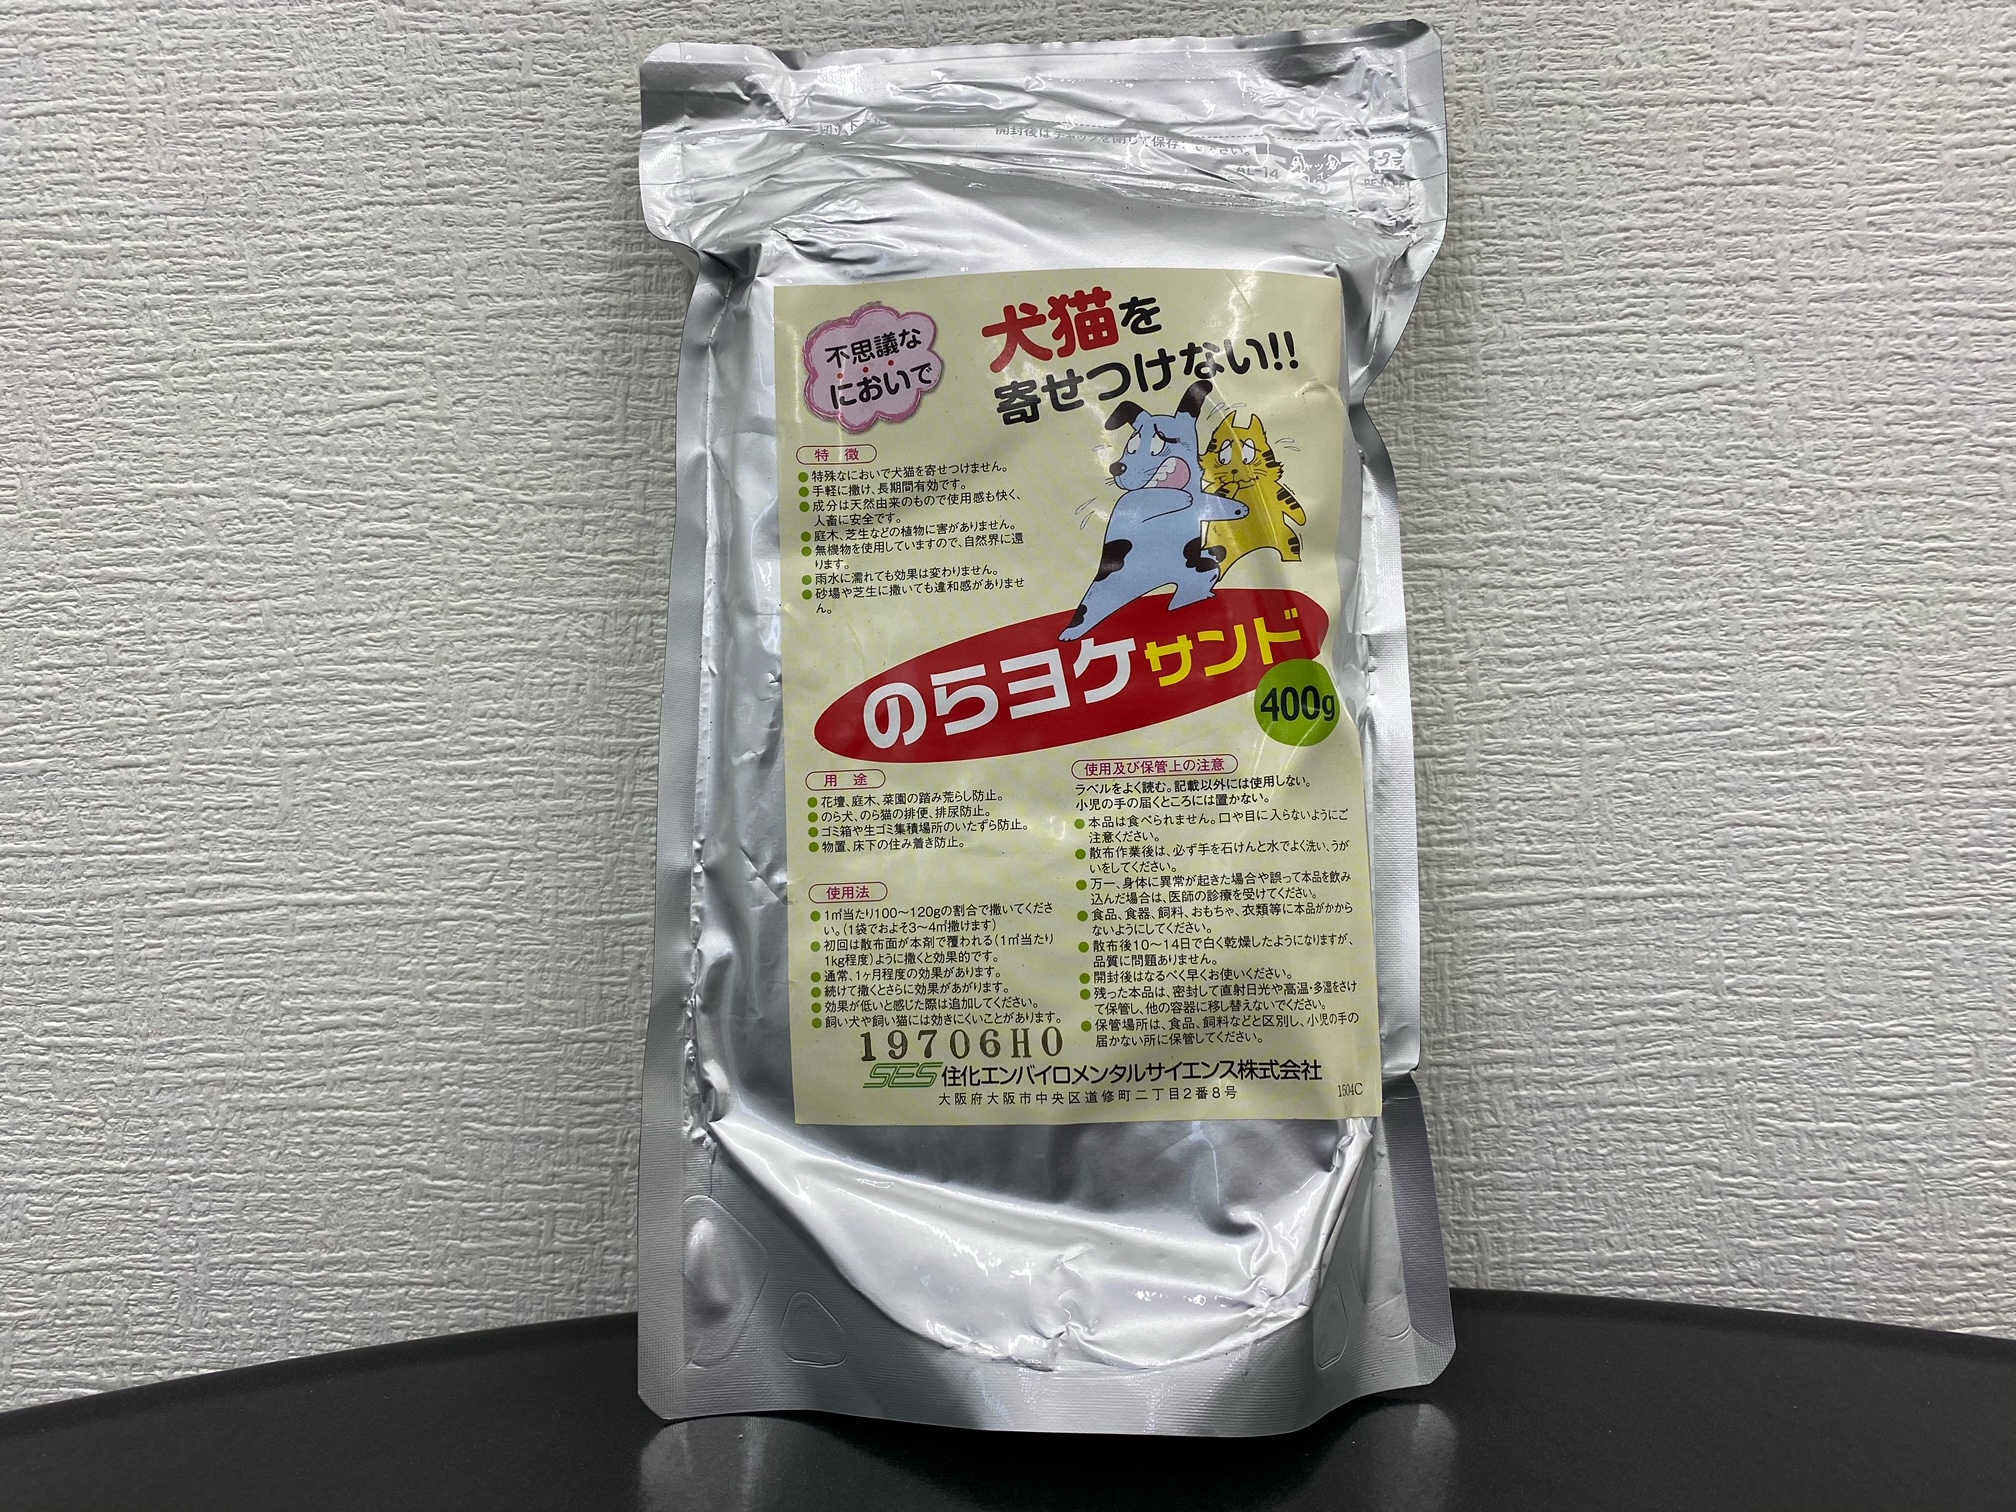 開封後はチャックを閉じて保存してください。
AL-14
不思議な
においで
犬猫を
寄せつけない!!
特 徴
●特殊なにおいで犬猫を寄せつけません。
●手軽に撒け、長期間有効です。
●成分は天然由来のもので使用感も快く、
人畜に安全です。
●庭木、芝生などの植物に害がありません。
●無機物を使用していますので、自然界に還
ります。
●雨水に濡れても効果は変わりません。
●砂場や芝生に撒いても違和感がありませ
ん。
のらヨケサンド
400g
用 途
●花壇、庭木、菜園の踏み荒らし防止。
●のら犬、のら猫の排便、排尿防止。
●ゴミ箱や生ゴミ集積場所のいたずら防止。
●物置、床下の住み着き防止。
使用法
●1㎡当たり100〜120gの割合で撒いてくださ
い。(1袋でおよそ3〜4㎡撒けます)
●初回は散布面が本剤で覆われる(1㎡当たり
1kg程度)ように撒くと効果的です。
●通常、1ヶ月程度の効果があります。
●続けて撒くとさらに効果があがります。
●効果が低いと感じた際は追加してください。
●飼い犬や飼い猫には効きにくいことがあります。
使用及び保管上の注意
ラベルをよく読む。記載以外には使用しない。
小児の手の届くところには置かない。
●本品は食べられません。口や目に入らないようにご
注意ください。
●散布作業後は、必ず手を石けんと水でよく洗い、うが
いをしてください。
●万一、身体に異常が起きた場合や誤って本品を飲み
込んだ場合は、医師の診療を受けてください。
●食品、食器、飼料、おもちゃ、衣類等に本品がかから
ないようにしてください。
●散布後10〜14日で白く乾燥したようになりますが、
品質に問題ありません。
●開封後はなるべく早くお使いください。
●残った本品は、密封して直射日光や高温・多湿をさけ
て保管し、他の容器に移し替えないでください。
●保管場所は、食品、飼料などと区別し、小児の手の
届かない所に保管してください。
19706H0
SES 住化エンバイロメンタルサイエンス株式会社
大阪府大阪市中央区道修町二丁目2番8号
1504C